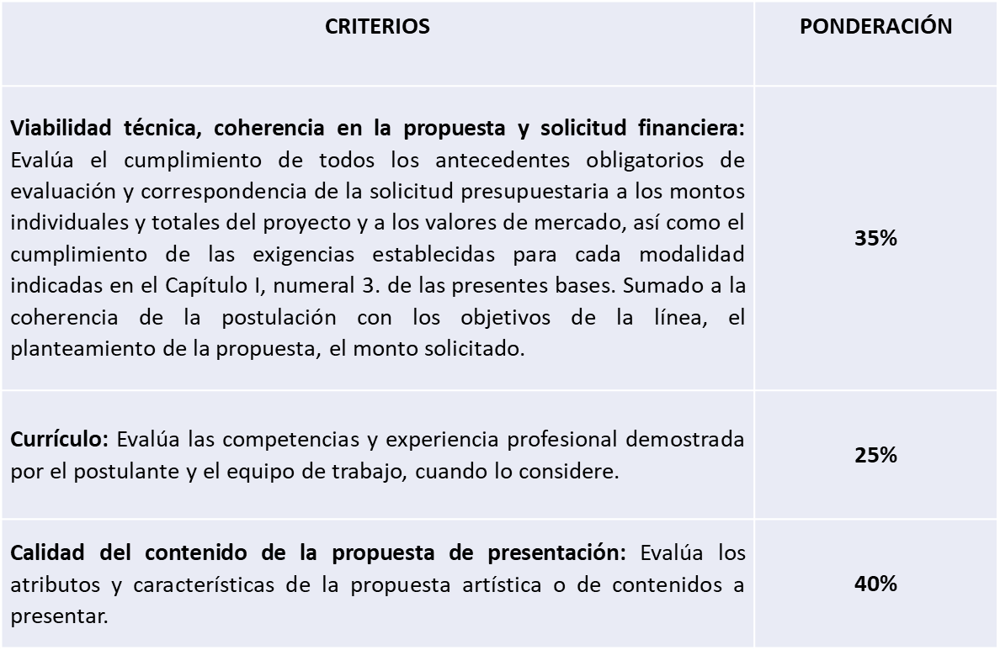 CRITERIOS
PONDERACIÓN
Viabilidad técnica, coherencia en la propuesta y solicitud financiera:
Evalúa el cumplimiento de todos los antecedentes obligatorios de
evaluación y correspondencia de la solicitud presupuestaria a los montos
individuales y totales del proyecto y a los valores de mercado, así como el
cumplimiento de las exigencias establecidas para cada modalidad
indicadas en el Capítulo I, numeral 3. de las presentes bases. Sumado a la
coherencia de la postulación con los objetivos de la línea, el
planteamiento de la propuesta, el monto solicitado.
35%
Currículo: Evalúa las competencias y experiencia profesional demostrada
por el postulante y el equipo de trabajo, cuando lo considere.
25%
Calidad del contenido de la propuesta de presentación: Evalúa los
atributos y características de la propuesta artística o de contenidos a
presentar.
40%